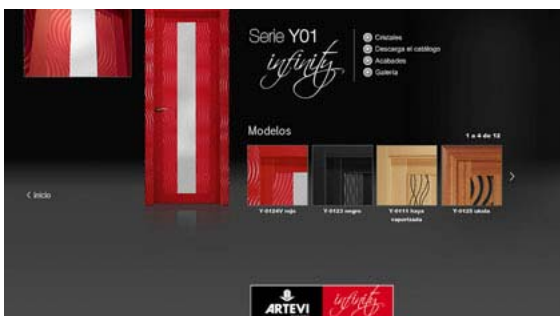 Serie Y01
infinity
Cristales
Descarga el catálogo
Acabados
Galería
Modelos
1 a 4 de 12
Y-0124V rojo
Y-0123 negro
Y-0111 haya
vaporizada
Y-0125 ukola
< Inicio
ARTEVI
infinity